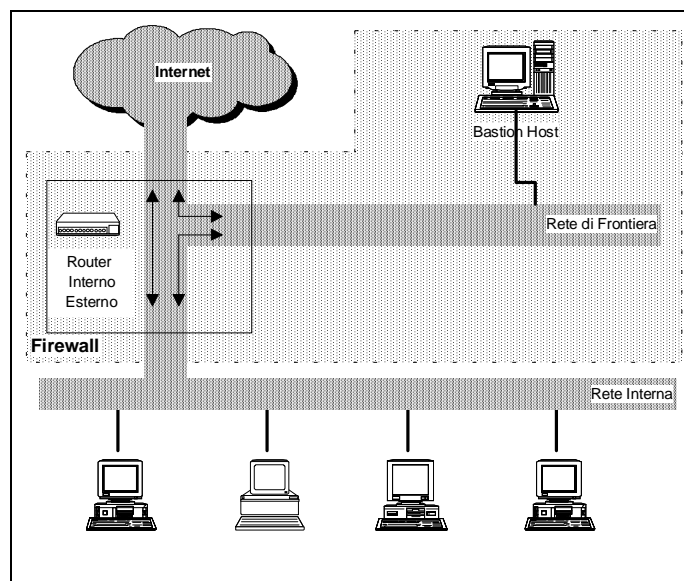 Internet
Bastion Host
Rete di Frontiera
Router
Interno
Esterno
Firewall
Rete Interna